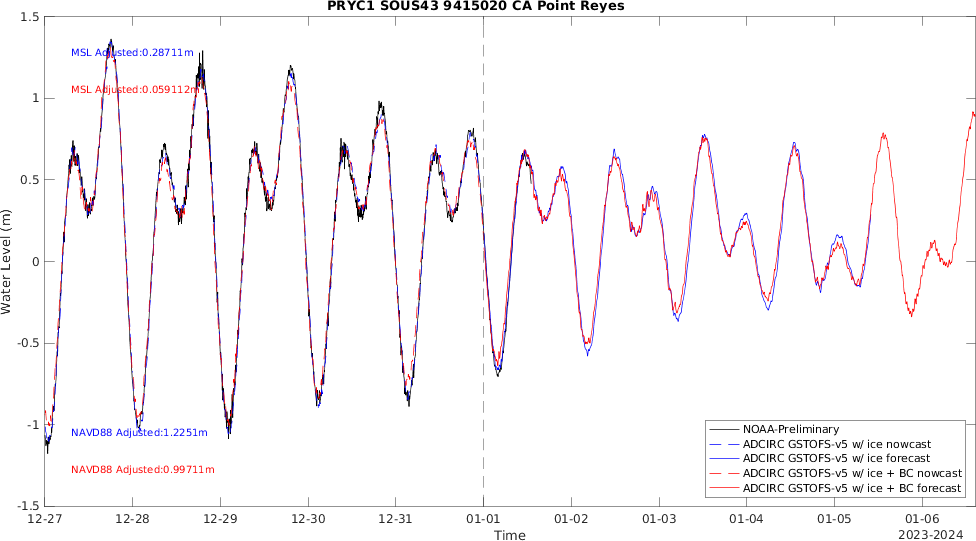 PRYC1 SOUS43 9415020 CA Point Reyes
1.5
1
0.5
0
-0.5
-1
-1.5
Water Level (m)
MSL Adjusted:0.28711m
MSL Adjusted:0.059112m
NAVD88 Adjusted:1.2251m
NAVD88 Adjusted:0.99711m
NOAA-Preliminary
ADCIRC GSTOFS-v5 w/ ice nowcast
ADCIRC GSTOFS-v5 w/ ice forecast
ADCIRC GSTOFS-v5 w/ ice + BC nowcast
ADCIRC GSTOFS-v5 w/ ice + BC forecast
12-27 12-28 12-29 12-30 12-31 01-01 01-02 01-03 01-04 01-05 01-06
Time
2023-2024